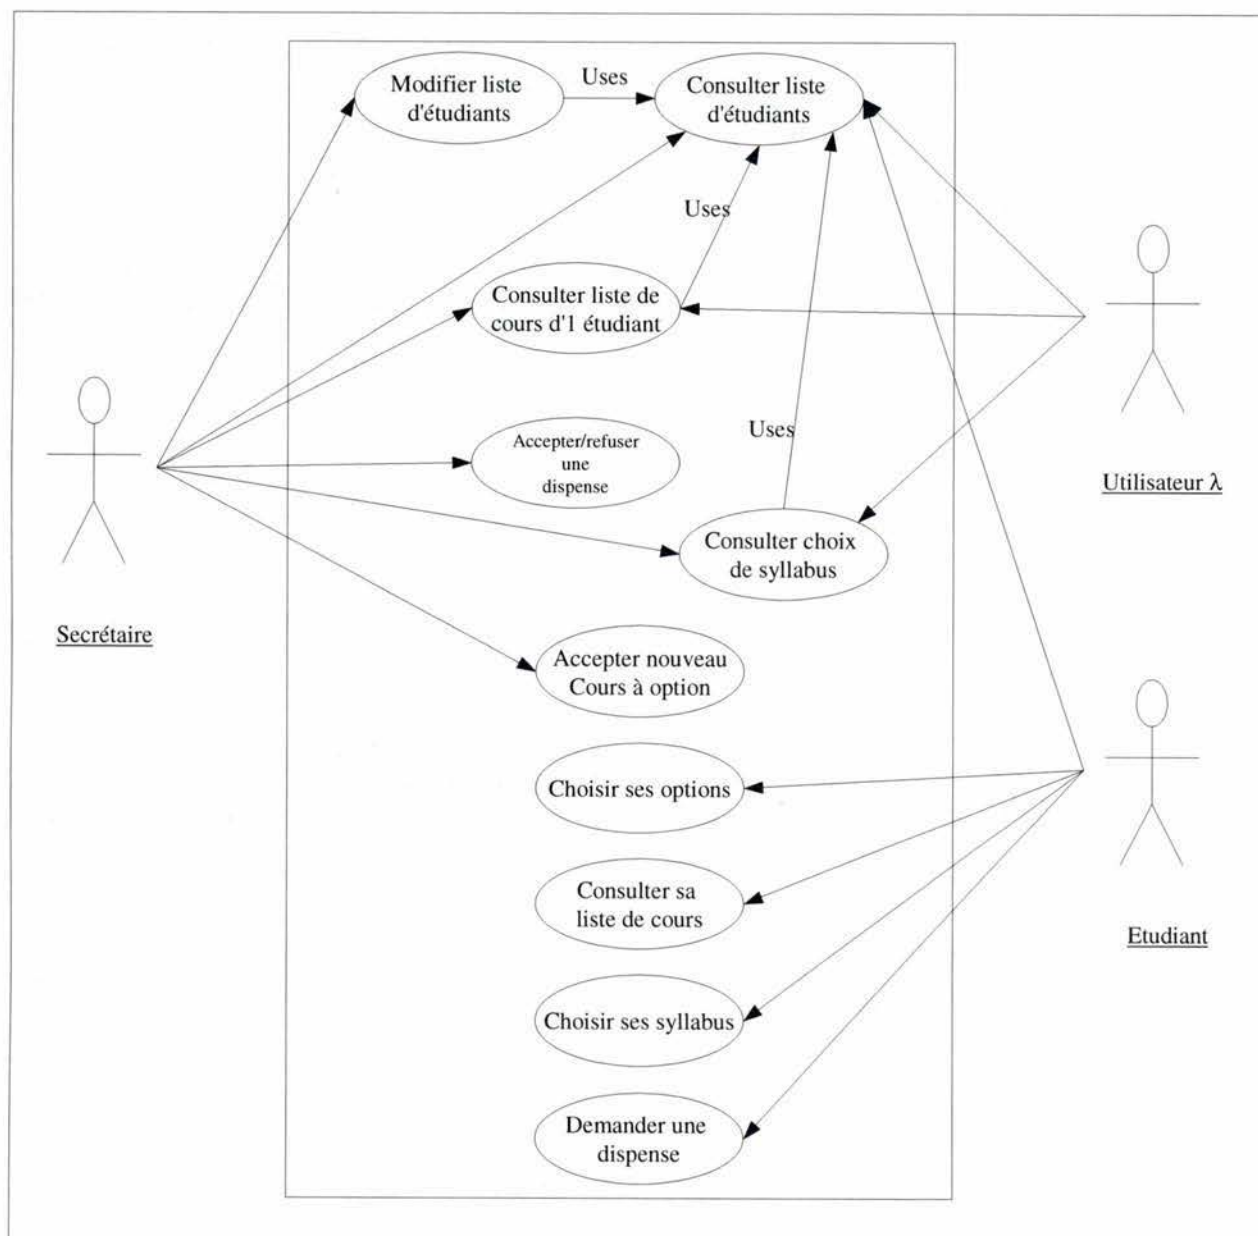 Modifier liste
d'étudiants
Uses
Consulter liste
d'étudiants
Uses
Consulter liste de
cours d'1 étudiant
Accepter/refuser
une
dispense
Uses
Consulter choix
de syllabus
Utilisateur λ
Secrétaire
Accepter nouveau
Cours à option
Choisir ses options
Consulter sa
liste de cours
Etudiant
Choisir ses syllabus
Demander une
dispense